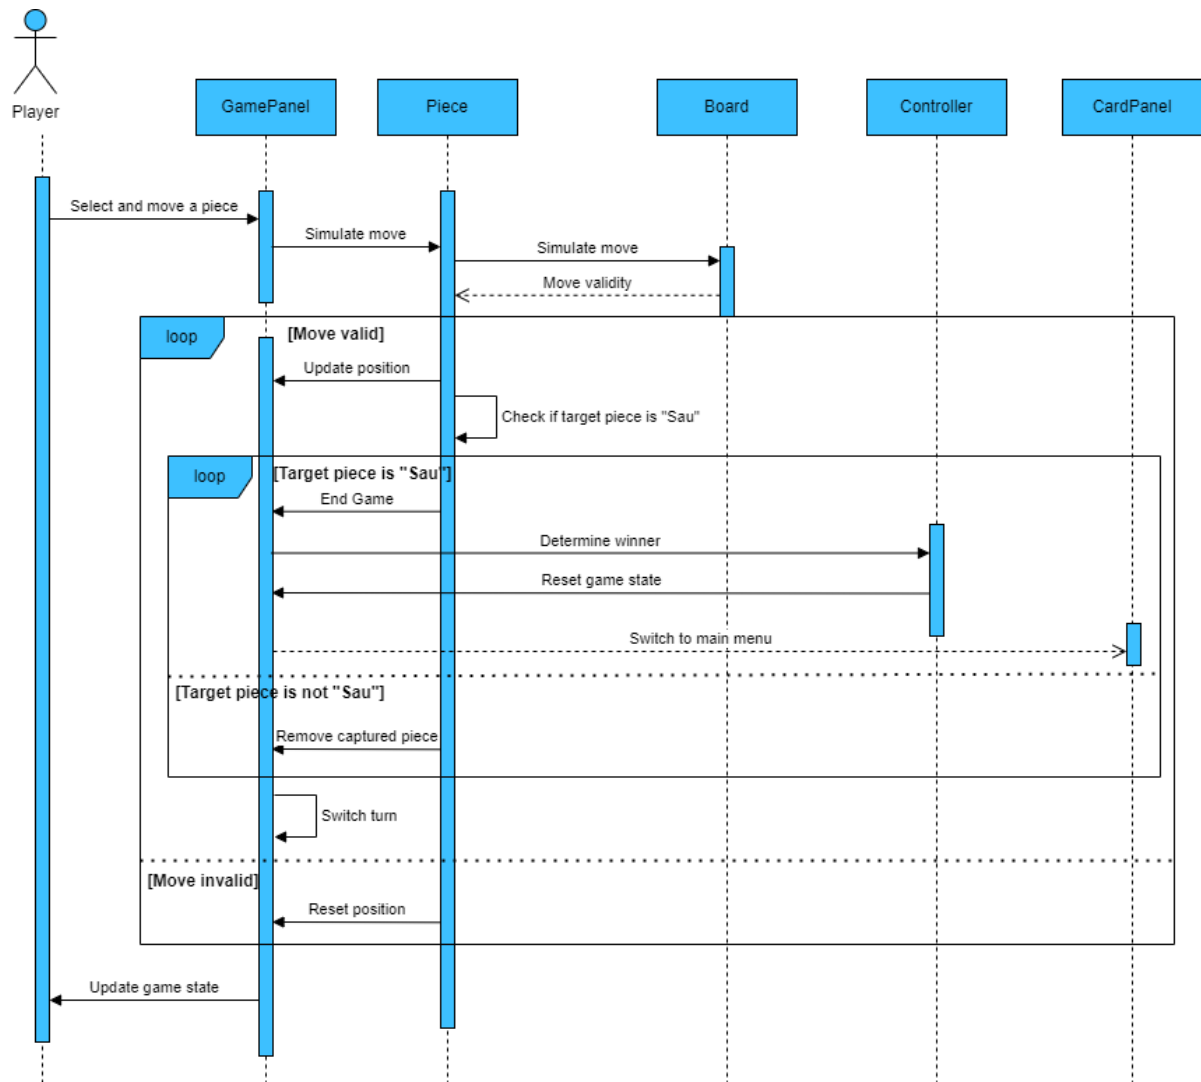 Player
GamePanel
Piece
Board
Controller
CardPanel
Select and move a piece
Simulate move
Simulate move
Move validity
loop
[Move valid]
Update position
Check if target piece is "Sau"
loop
[Target piece is "Sau"]
End Game
Determine winner
Reset game state
Switch to main menu
[Target piece is not "Sau"]
Remove captured piece
Switch turn
[Move invalid]
Reset position
Update game state